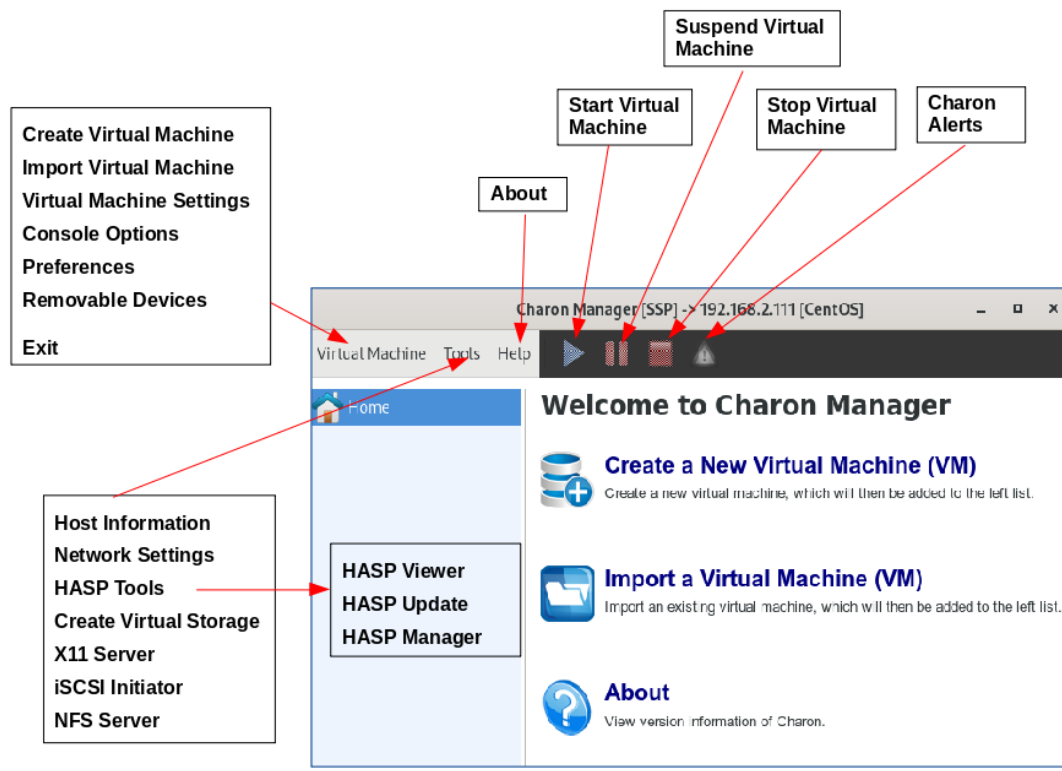 Suspend Virtual
Machine
Start Virtual
Machine
Stop Virtual
Machine
Charon
Alerts
Create Virtual Machine
Import Virtual Machine
Virtual Machine Settings
Console Options
Preferences
Removable Devices
Exit
About
Charon Manager [SSP] -> 192.168.2.111 [CentOS]
Virtual Machine Tools Help
Home
Welcome to Charon Manager
Create a New Virtual Machine (VM)
Create a new virtual machine, which will then be added to the left list.
Import a Virtual Machine (VM)
Import an existing virtual machine, which will then be added to the left list.
About
View version information of Charon.
Host Information
Network Settings
HASP Tools
Create Virtual Storage
X11 Server
iSCSI Initiator
NFS Server
HASP Viewer
HASP Update
HASP Manager